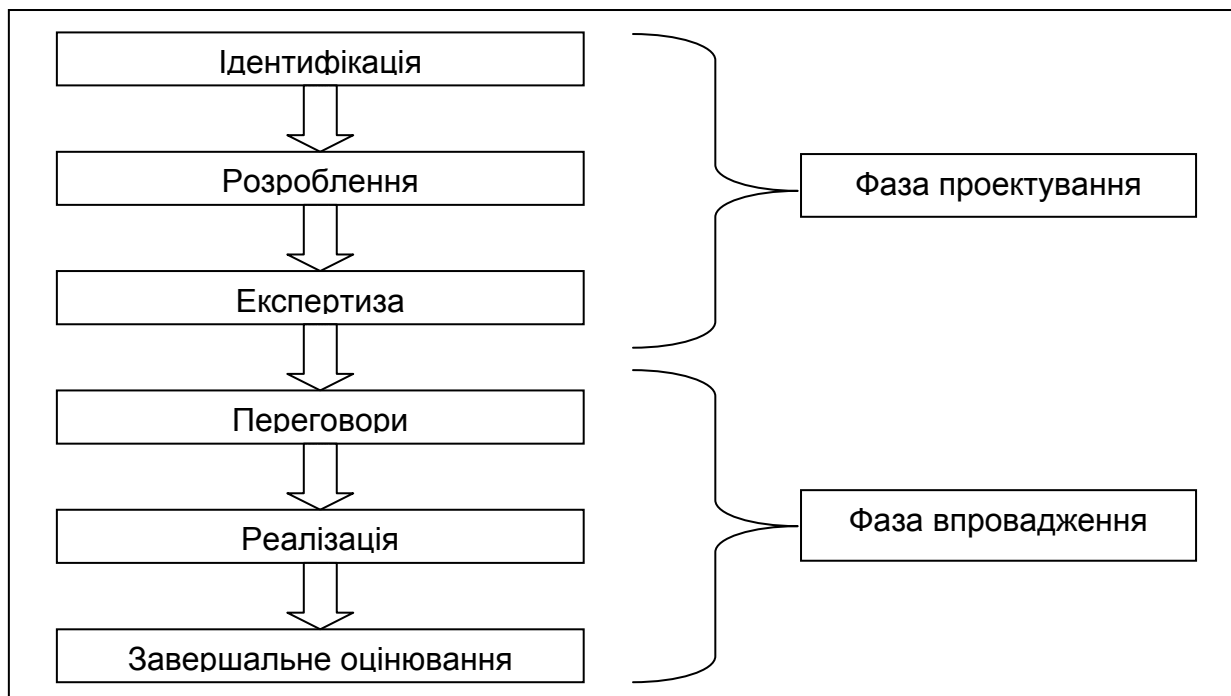 Ідентифікація
Розроблення
Експертиза
Фаза проектування
Переговори
Реалізація
Завершальне оцінювання
Фаза впровадження